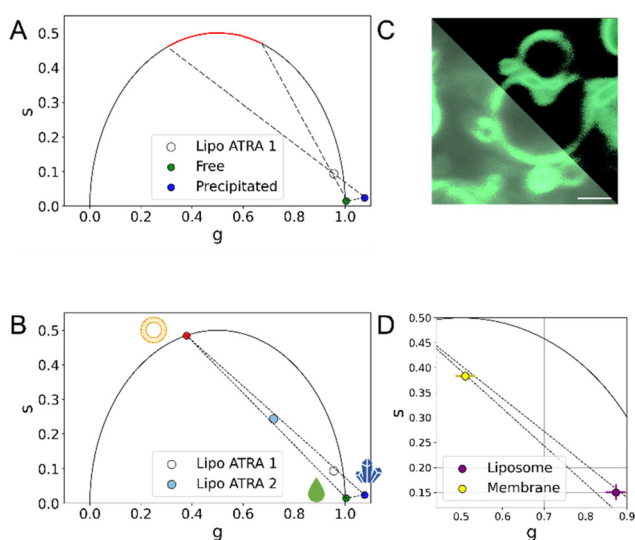 A
s
0.5
0.4
0.3
0.2
0.1
0.0
Lipo ATRA 1
Free
Precipitated
0.0 0.2 0.4 0.6 0.8 1.0
g
C
B
s
0.5
0.4
0.3
0.2
0.1
0.0
Lipo ATRA 1
Lipo ATRA 2
0.0 0.2 0.4 0.6 0.8 1.0
g
D
s
0.50
0.45
0.40
0.35
0.30
0.25
0.20
0.15
Liposome
Membrane
0.5 0.6 0.7 0.8 0.9
g